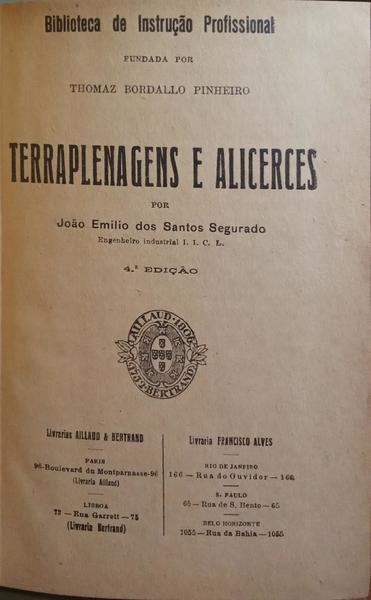 Biblioteca de Instrução Profissional
FUNDADA POR
THOMAZ BORDALLO PINHEIRO
TERRAPLENAGENS E ALICERCES
POR
João Emilio dos Santos Segurado
Engenheiro industrial I. I. C. L.
4.ª EDIÇÃO
AILLAUD · 1806
1732 · BERTRAND
Livrarias AILLAUD & BERTRAND
PARIS
96-Boulevard du Montparnasse-96
(Livraria Aillaud)
LISBOA
73 — Rua Garrett — 75
(Livraria Bertrand)
Livraria FRANCISCO ALVES
RIO DE JANEIRO
166 — Rua do Ouvidor — 166
S. PAULO
65 — Rua de S. Bento — 65
BELO HORIZONTE
1055 — Rua da Bahia — 1055